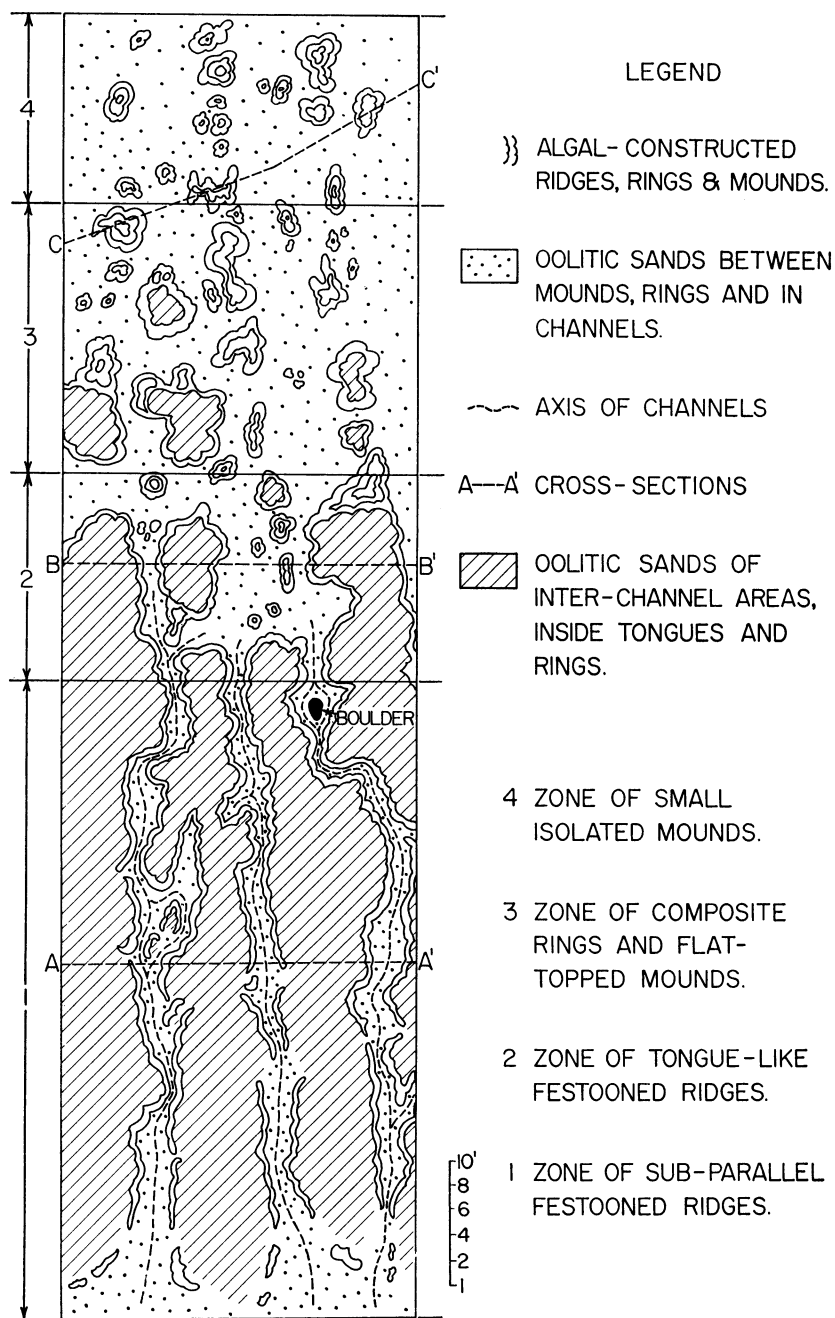 4
3
2
C
C'
B
B'
BOULDER
A
A'
10'
8
6
4
2
1
LEGEND
ALGAL-CONSTRUCTED
RIDGES, RINGS & MOUNDS.
OOLITIC SANDS BETWEEN
MOUNDS, RINGS AND IN
CHANNELS.
AXIS OF CHANNELS
A---A' CROSS-SECTIONS
OOLITIC SANDS OF
INTER-CHANNEL AREAS,
INSIDE TONGUES AND
RINGS.
4 ZONE OF SMALL
ISOLATED MOUNDS.
3 ZONE OF COMPOSITE
RINGS AND FLAT-
TOPPED MOUNDS.
2 ZONE OF TONGUE-LIKE
FESTOONED RIDGES.
1 ZONE OF SUB-PARALLEL
FESTOONED RIDGES.